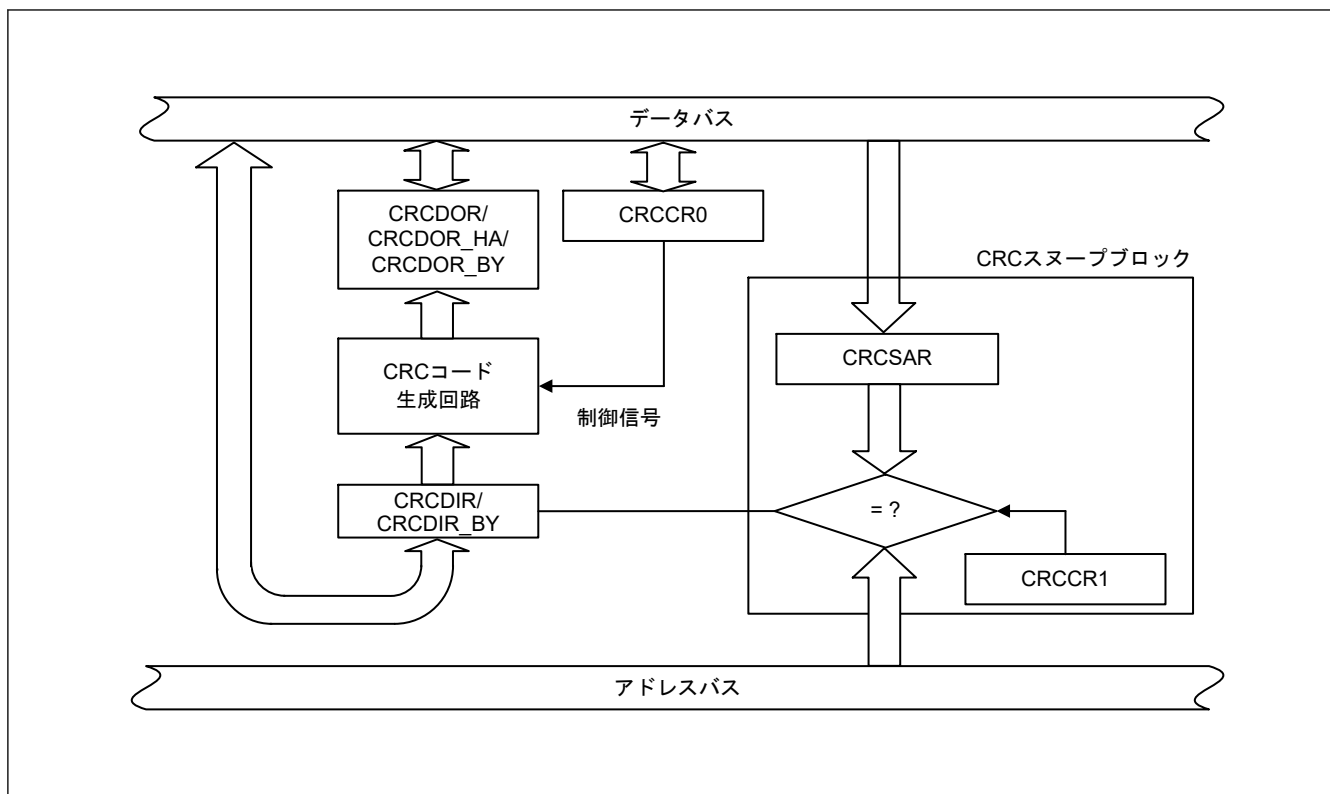 データバス
CRCDOR/
CRCDOR_HA/
CRCDOR_BY
CRCCR0
CRCスヌープブロック
CRCSAR
CRCコード
生成回路
制御信号
CRCDIR/
CRCDIR_BY
= ?
CRCCR1
アドレスバス